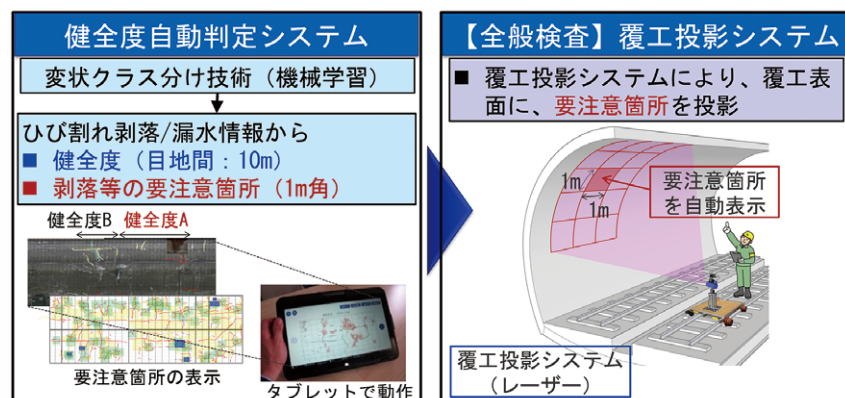 健全度自動判定システム
変状クラス分け技術（機械学習）
ひび割れ剥落/漏水情報から
■ 健全度（目地間：10m）
■ 剥落等の要注意箇所（1m角）
健全度B 健全度A
要注意箇所の表示
タブレットで動作
【全般検査】覆工投影システム
■ 覆工投影システムにより、覆工表
面に、要注意箇所を投影
1m
1m
要注意箇所
を自動表示
覆工投影システム
（レーザー）